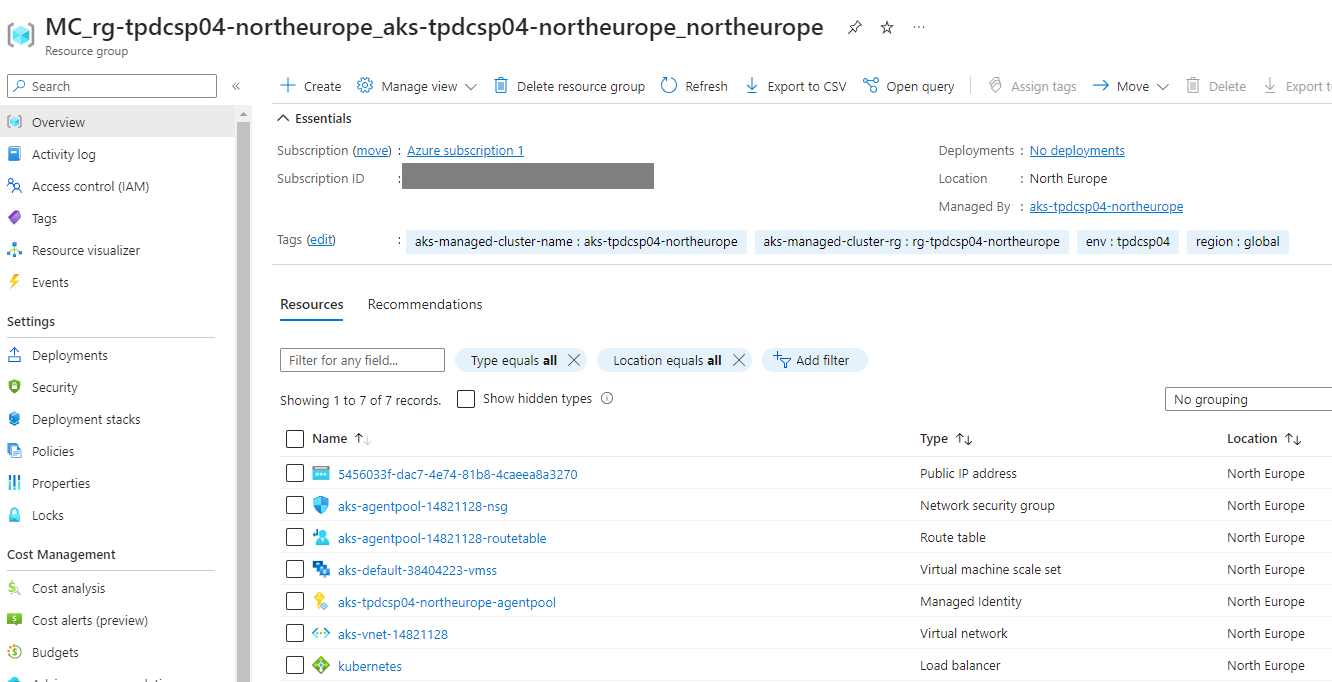 MC_rg-tpdcsp04-northeurope_aks-tpdcsp04-northeurope_northeurope
Resource group
Search
Overview
Activity log
Access control (IAM)
Tags
Resource visualizer
Events
Settings
Deployments
Security
Deployment stacks
Policies
Properties
Locks
Cost Management
Cost analysis
Cost alerts (preview)
Budgets
Create Manage view Delete resource group Refresh Export to CSV Open query Assign tags Move Delete Export
Essentials
Subscription (move) : Azure subscription 1
Subscription ID :
Deployments : No deployments
Location : North Europe
Managed By : aks-tpdcsp04-northeurope
Tags (edit) : aks-managed-cluster-name : aks-tpdcsp04-northeurope aks-managed-cluster-rg : rg-tpdcsp04-northeurope env : tpdcsp04 region : global
Resources Recommendations
Filter for any field... Type equals all Location equals all Add filter
Showing 1 to 7 of 7 records. Show hidden types No grouping
Name Type Location
5456033f-dac7-4e74-81b8-4caeea8a3270 Public IP address North Europe
aks-agentpool-14821128-nsg Network security group North Europe
aks-agentpool-14821128-routetable Route table North Europe
aks-default-38404223-vmss Virtual machine scale set North Europe
aks-tpdcsp04-northeurope-agentpool Managed Identity North Europe
aks-vnet-14821128 Virtual network North Europe
kubernetes Load balancer North Europe